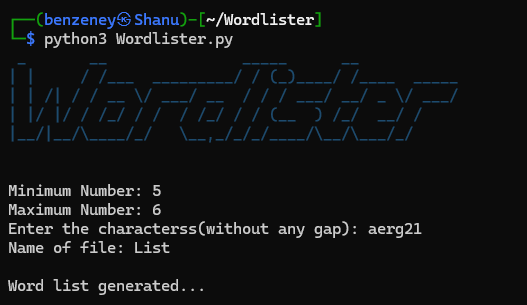 ┌──(benzeney㉿Shanu)-[~/Wordlister]
└─$ python3 Wordlister.py
Wordlister
Minimum Number: 5
Maximum Number: 6
Enter the characterss(without any gap): aerg21
Name of file: List
Word list generated...